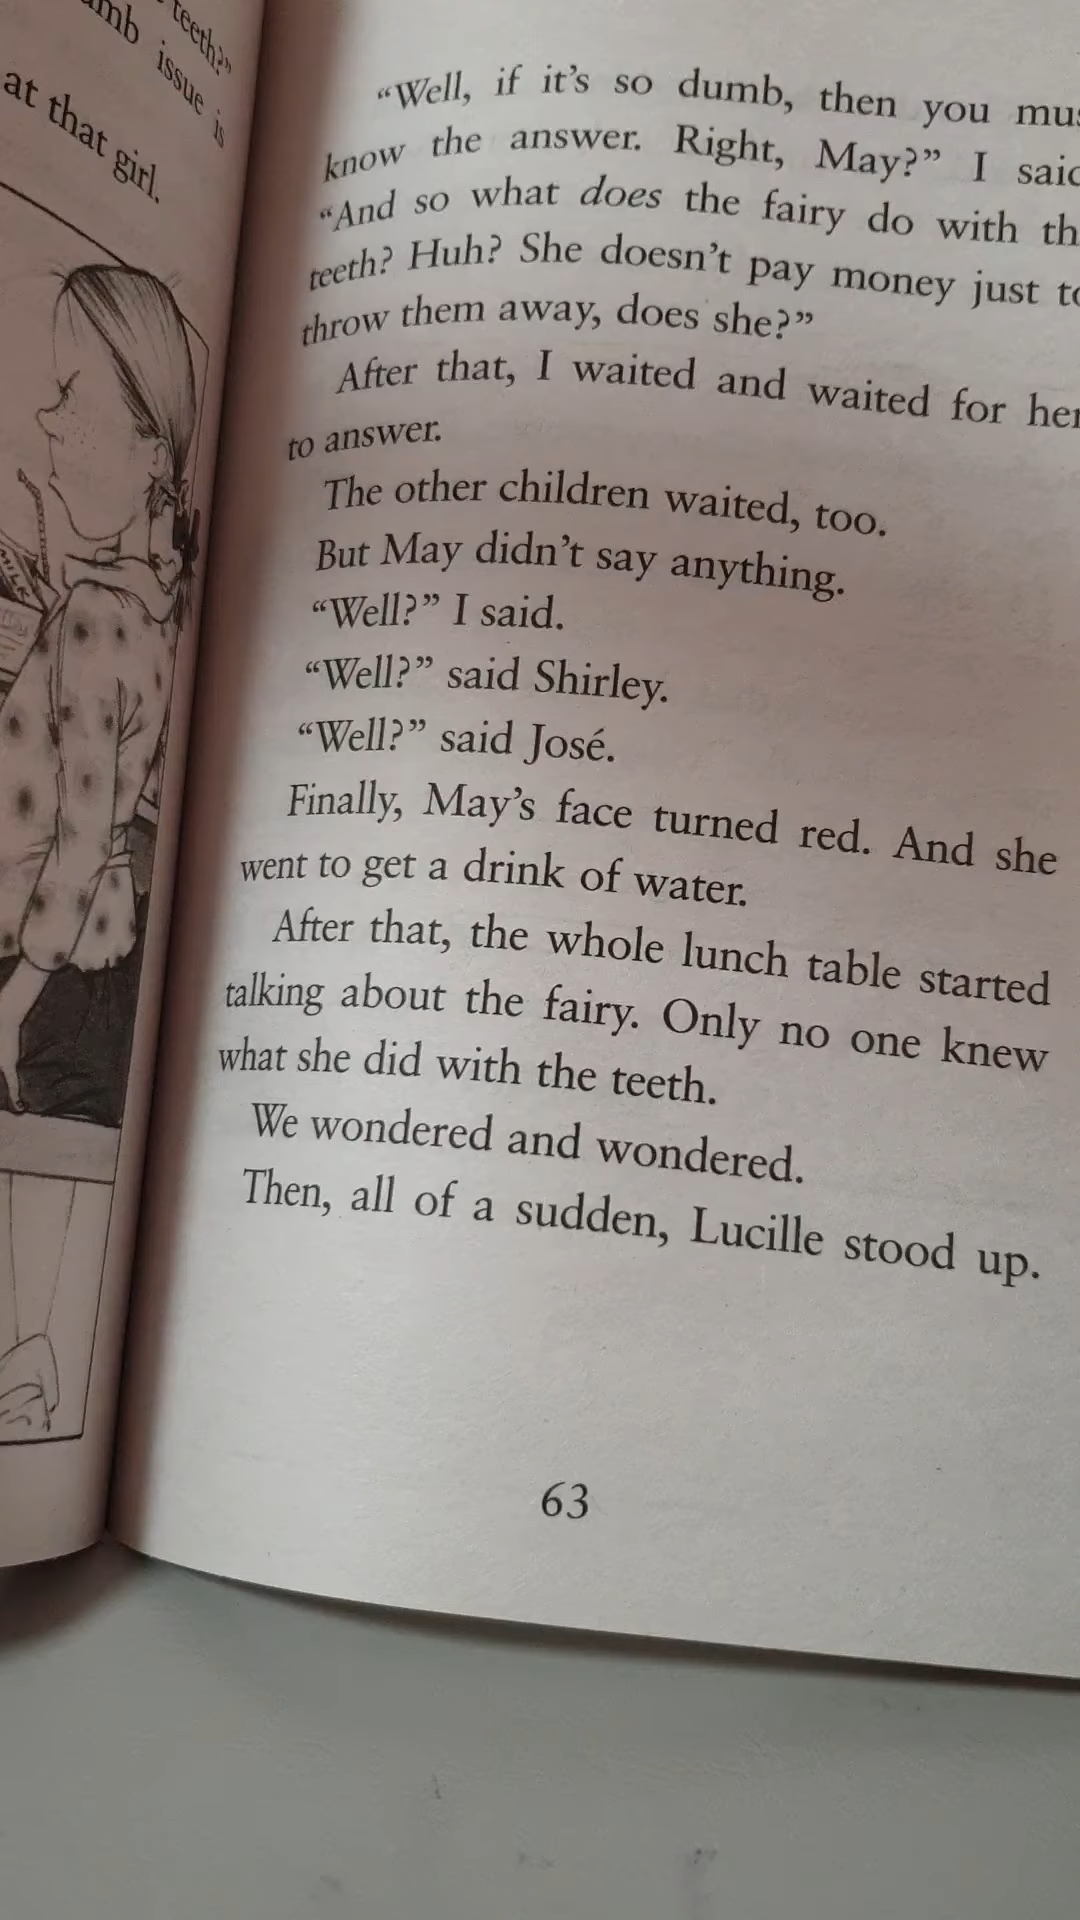 teeth?"
issue is
at that girl.
MILK
“Well, if it’s so dumb, then you
know the answer. Right, May?” I
“And so what does the fairy do with
teeth? Huh? She doesn’t pay money just
throw them away, does she?”
After that, I waited and waited for
to answer.
The other children waited, too.
But May didn’t say anything.
“Well?” I said.
“Well?” said Shirley.
“Well?” said José.
Finally, May’s face turned red. And she
went to get a drink of water.
After that, the whole lunch table started
talking about the fairy. Only no one knew
what she did with the teeth.
We wondered and wondered.
Then, all of a sudden, Lucille stood up.
63